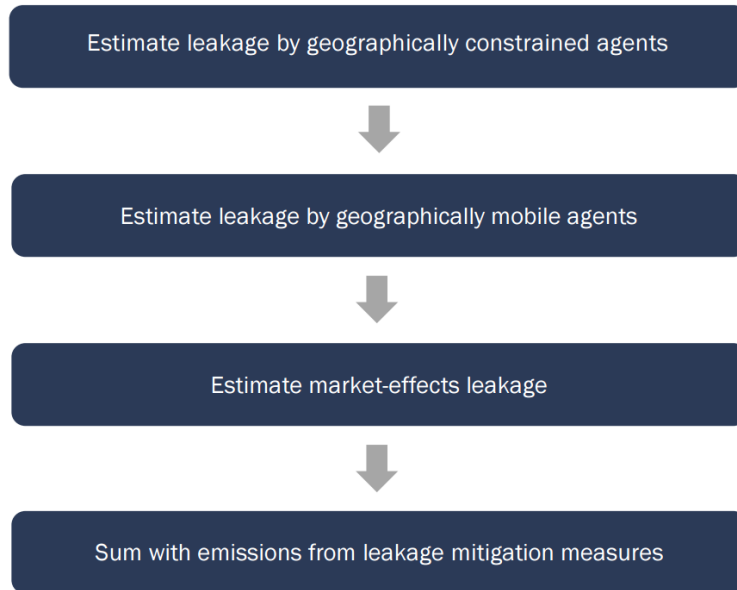 Estimate leakage by geographically constrained agents
Estimate leakage by geographically mobile agents
Estimate market-effects leakage
Sum with emissions from leakage mitigation measures